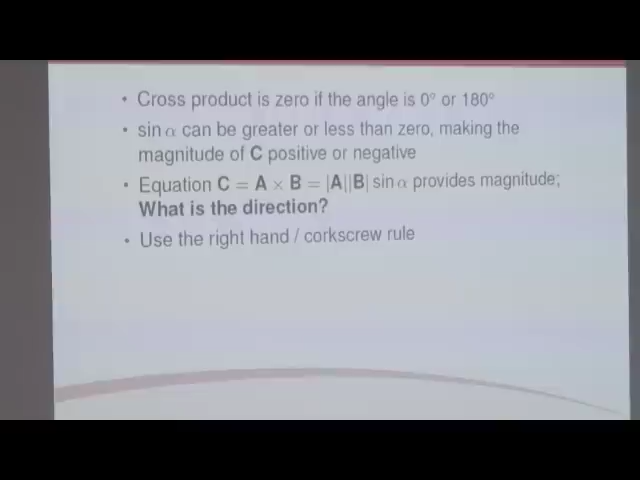 • Cross product is zero if the angle is 0° or 180°
• sin α can be greater or less than zero, making the
magnitude of C positive or negative
• Equation C = A × B = |A||B| sin α provides magnitude;
What is the direction?
• Use the right hand / corkscrew rule